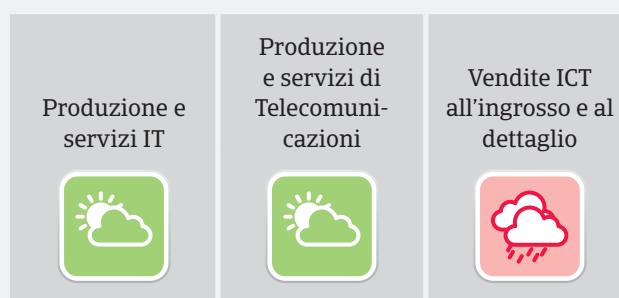 Produzione e
servizi IT
Produzione
e servizi di
Telecomuni-
cazioni
Vendite ICT
all'ingrosso e al
dettaglio